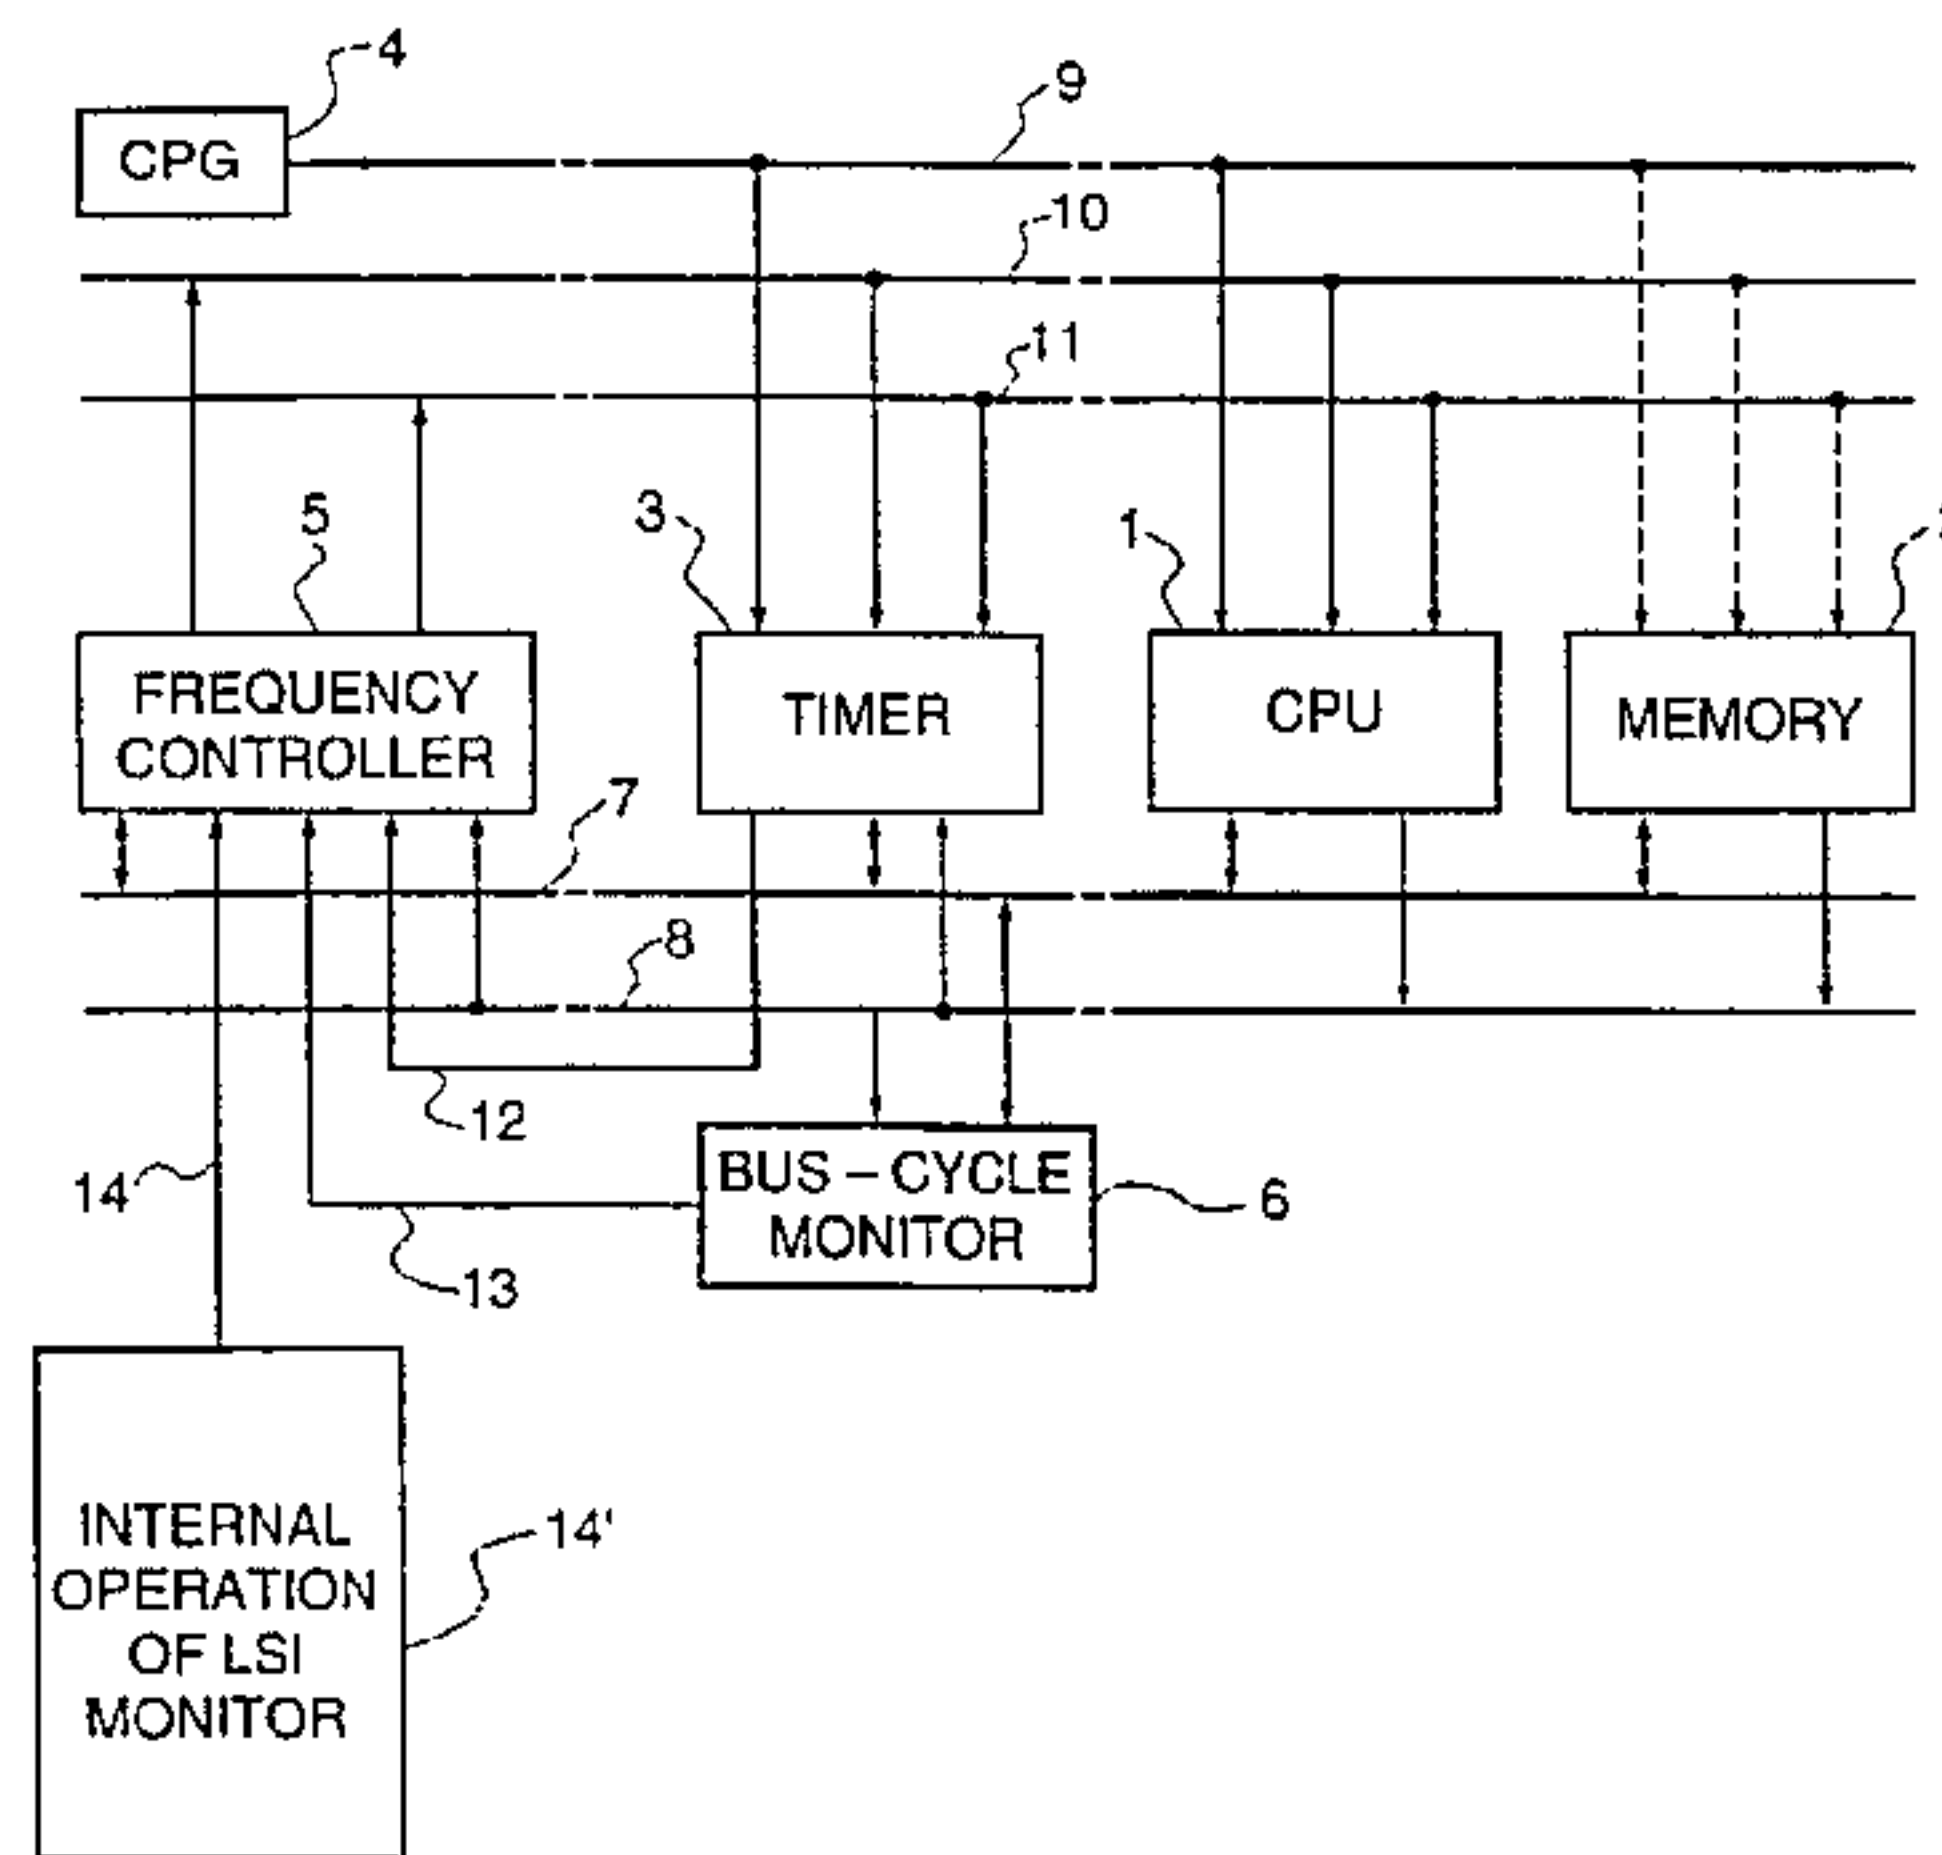 4
9
CPG
10
11
5
3
1
FREQUENCY
CONTROLLER
TIMER
CPU
MEMORY
7
8
12
14
BUS – CYCLE
MONITOR
6
13
INTERNAL
OPERATION
OF LSI
MONITOR
14'